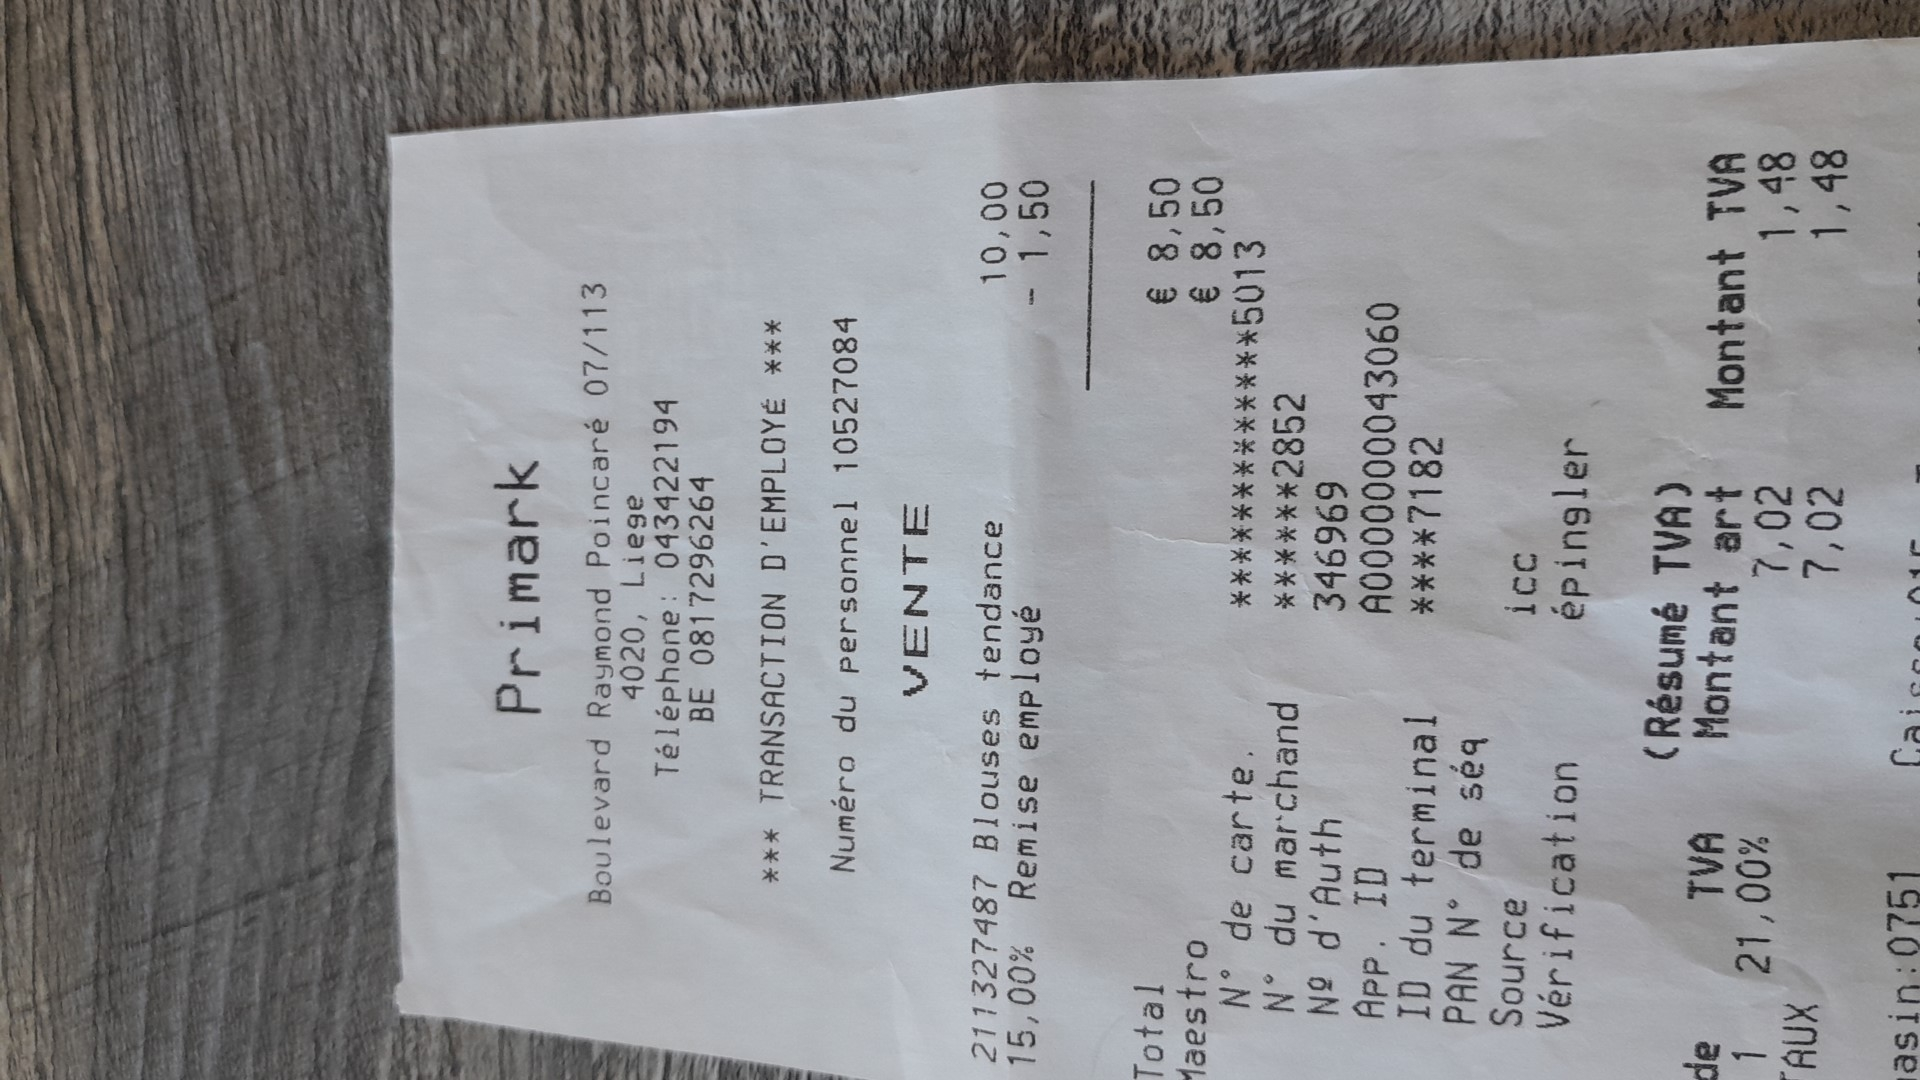 Primark
Boulevard Raymond Poincaré 07/113
4020, Liege
Téléphone: 043422194
BE 0817296264
*** TRANSACTION D'EMPLOYÉ ***
Numéro du personnel 10527084
VENTE
211327487 Blouses tendance 10,00
15,00% Remise employé - 1,50
Total € 8,50
Maestro € 8,50
N° de carte. ***************5013
N° du marchand ******2852
Nº d'Auth 346969
App. ID A0000000043060
ID du terminal ****7182
PAN N° de séq
Source icc
Vérification épingler
(Résumé TVA)
de TVA Montant art Montant TVA
1 21,00% 7,02 1,48
TAUX 7,02 1,48
asin:0751